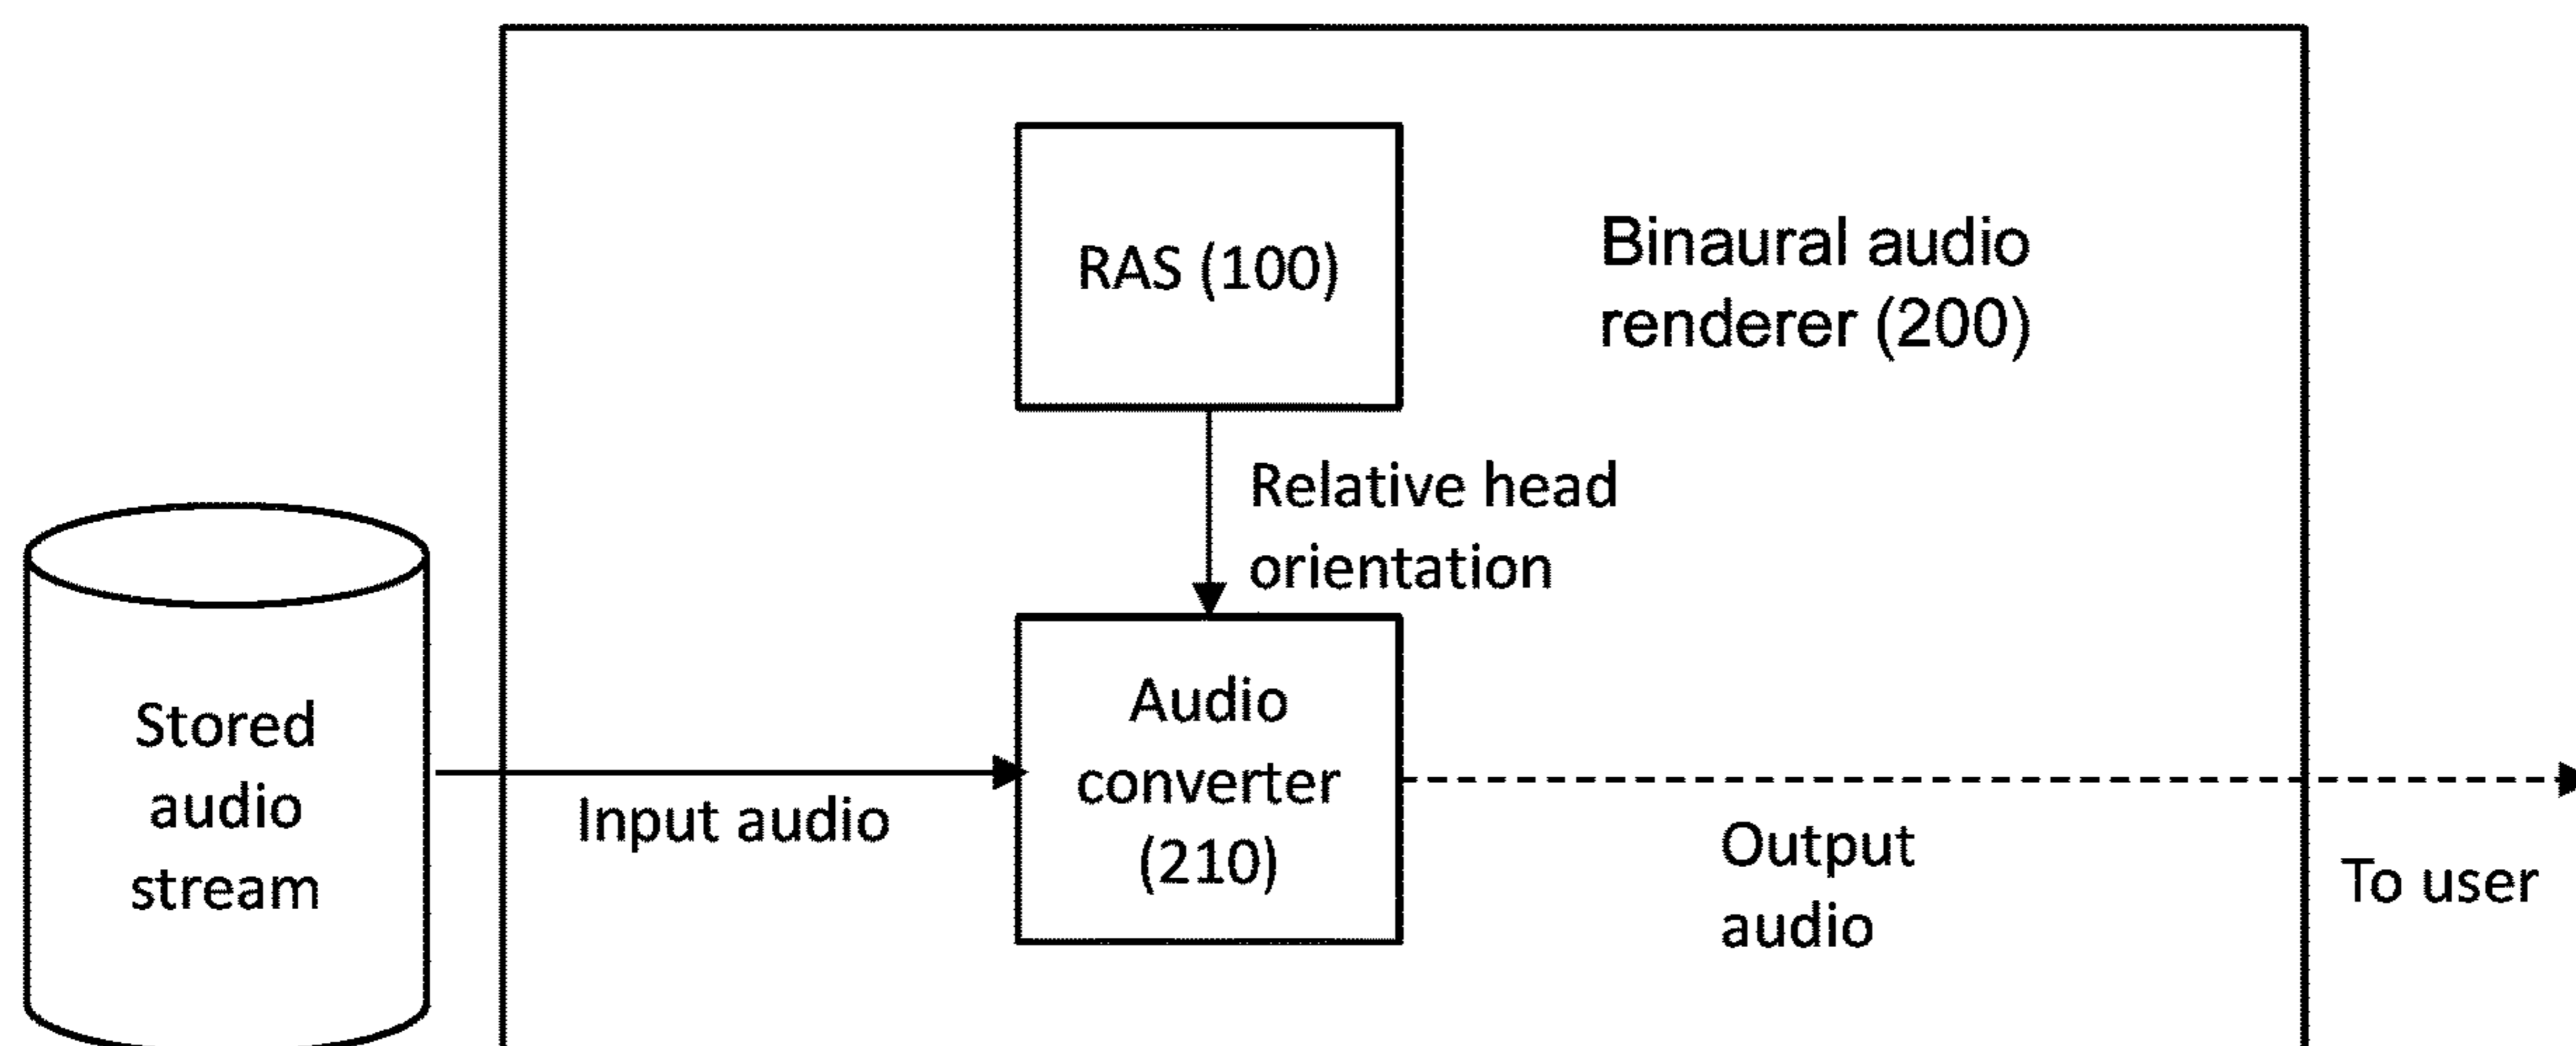 RAS (100)
Binaural audio
renderer (200)
Relative head
orientation
Stored
audio
stream
Input audio
Audio
converter
(210)
Output
audio
To user